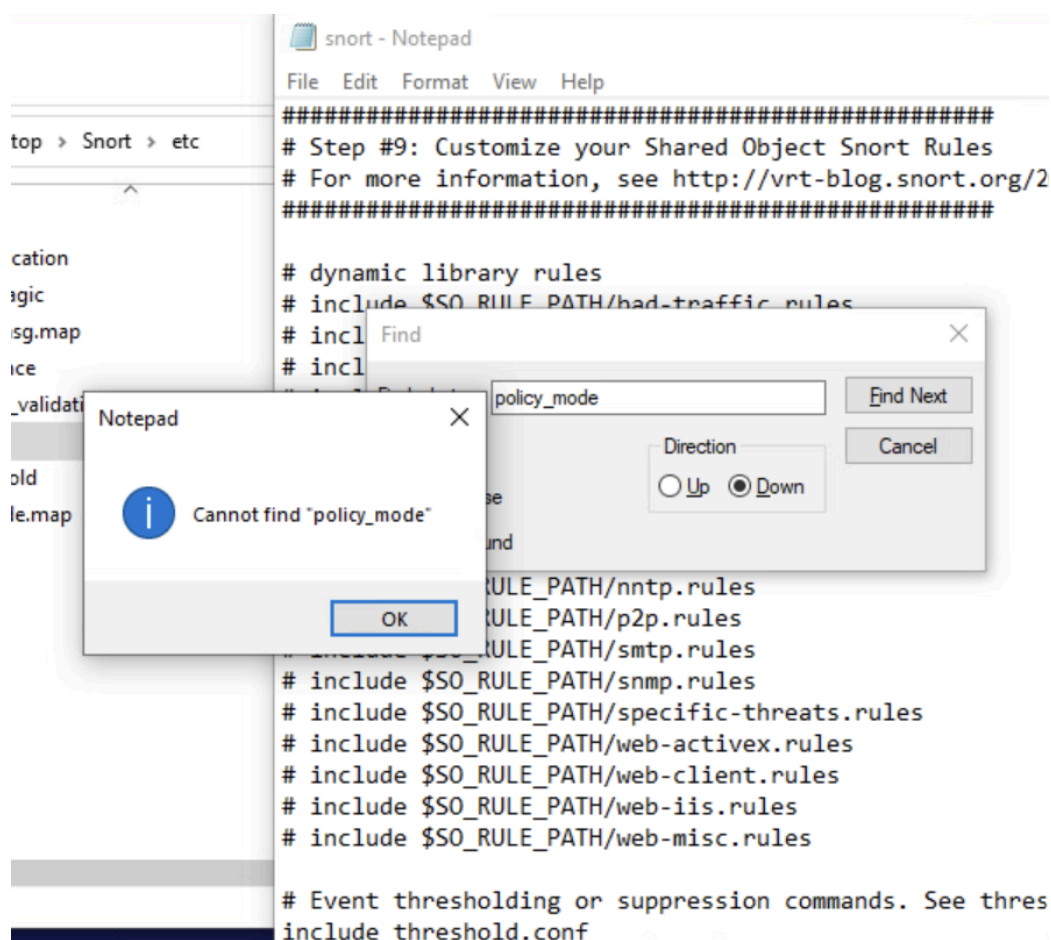 snort - Notepad
File Edit Format View Help
##################################################
# Step #9: Customize your Shared Object Snort Rules
# For more information, see http://vrt-blog.snort.org/2
##################################################
# dynamic library rules
# include $SO_RULE_PATH/bad-traffic.rules
# incl
# incl
top > Snort > etc
cation
agic
sg.map
_validati
old
le.map
Find
policy_mode
Find Next
Cancel
Direction
Up Down
Notepad
Cannot find "policy_mode"
OK
RULE_PATH/nntp.rules
RULE_PATH/p2p.rules
# include $SO_RULE_PATH/smtp.rules
# include $SO_RULE_PATH/snmp.rules
# include $SO_RULE_PATH/specific-threats.rules
# include $SO_RULE_PATH/web-activex.rules
# include $SO_RULE_PATH/web-client.rules
# include $SO_RULE_PATH/web-iis.rules
# include $SO_RULE_PATH/web-misc.rules
# Event thresholding or suppression commands. See thres
include threshold.conf